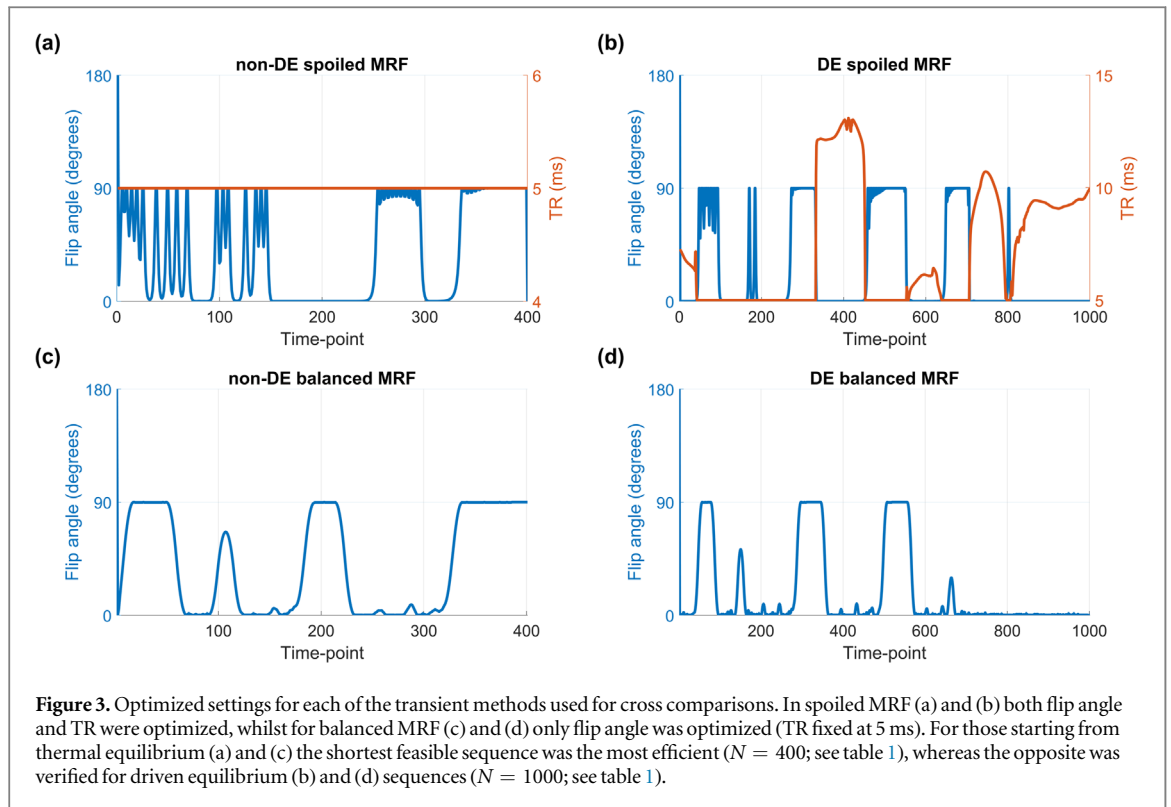 (a)
non-DE spoiled MRF
180
90
0
Flip angle (degrees)
6
5
4
TR (ms)
0 100 200 300 400
Time-point
(b)
DE spoiled MRF
180
90
0
Flip angle (degrees)
15
10
5
TR (ms)
0 200 400 600 800 1000
Time-point
(c)
non-DE balanced MRF
180
90
0
Flip angle (degrees)
100 200 300 400
Time-point
(d)
DE balanced MRF
180
90
0
Flip angle (degrees)
200 400 600 800 1000
Time-point
Figure 3. Optimized settings for each of the transient methods used for cross comparisons. In spoiled MRF (a) and (b) both flip angle
and TR were optimized, whilst for balanced MRF (c) and (d) only flip angle was optimized (TR fixed at 5 ms). For those starting from
thermal equilibrium (a) and (c) the shortest feasible sequence was the most efficient (N = 400; see table 1), whereas the opposite was
verified for driven equilibrium (b) and (d) sequences (N = 1000; see table 1).